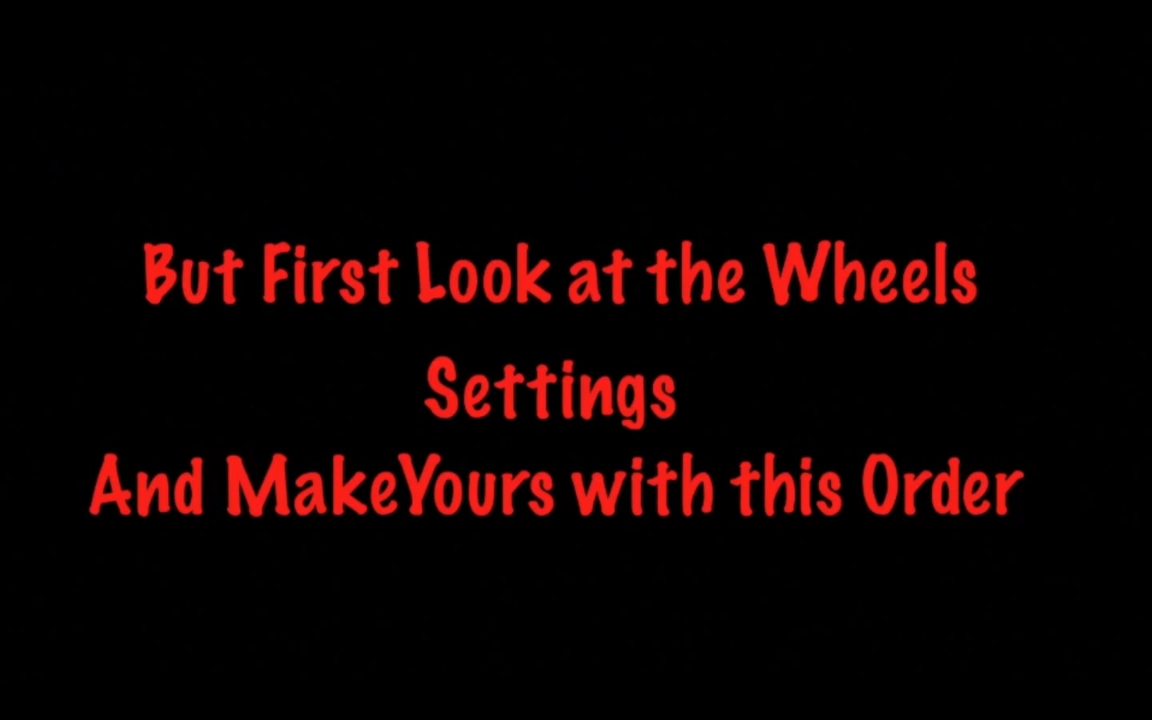 But First Look at the Wheels
Settings
And MakeYours with this Order